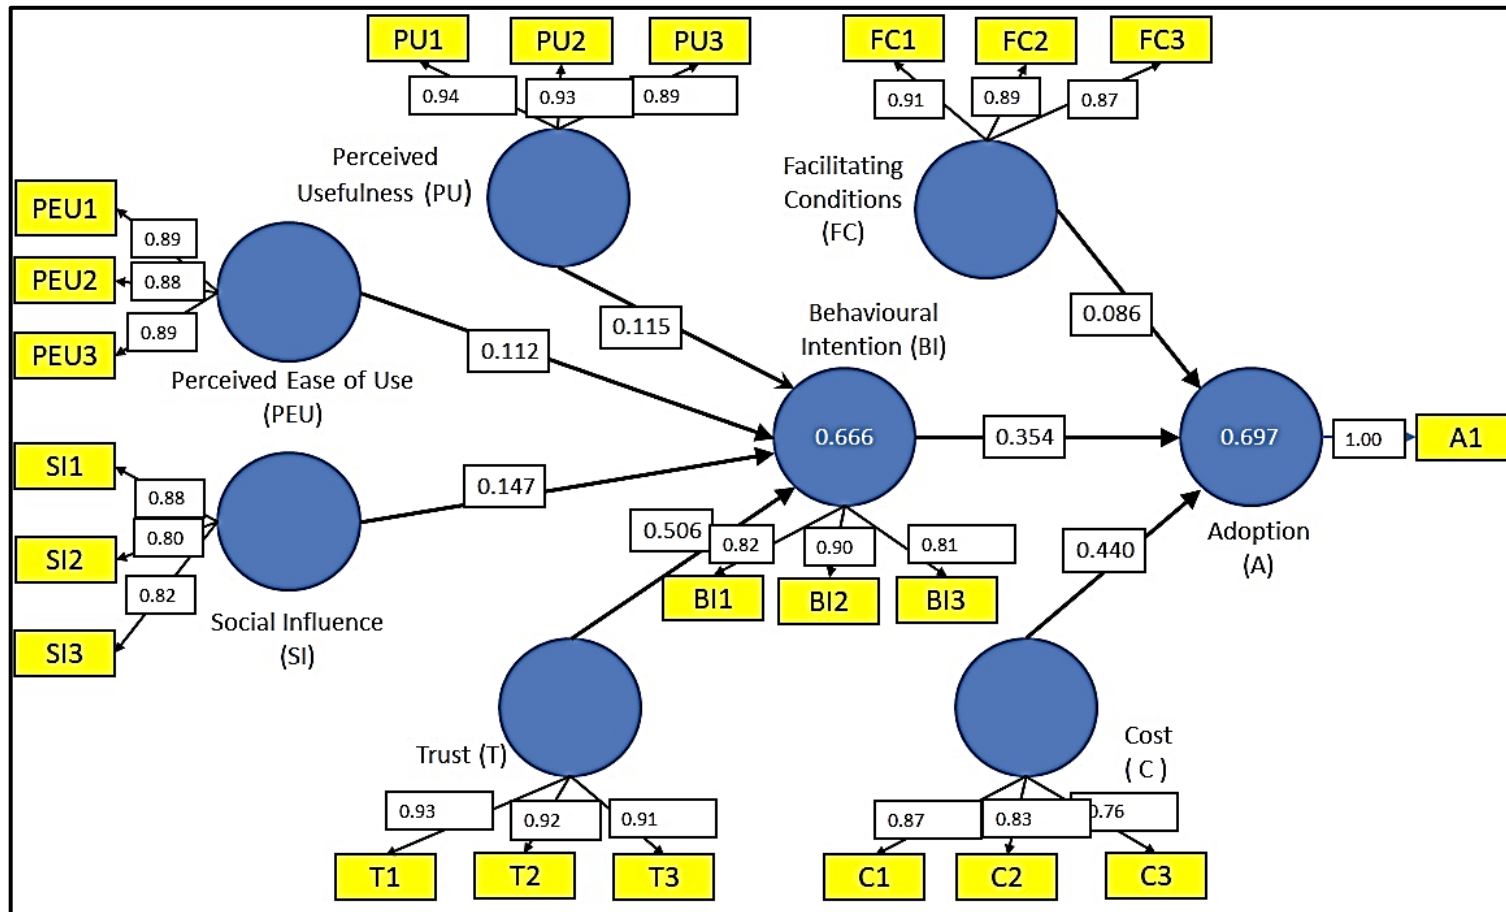 PU1
PU2
PU3
FC1
FC2
FC3
0.94
0.93
0.89
0.91
0.89
0.87
Perceived
Usefulness (PU)
Facilitating
Conditions
(FC)
PEU1
PEU2
PEU3
0.89
0.88
0.89
Perceived Ease of Use
(PEU)
0.112
0.115
Behavioural
Intention (BI)
0.086
0.666
0.354
0.697
1.00
A1
Adoption
(A)
SI1
SI2
SI3
0.88
0.80
0.82
Social Influence
(SI)
0.147
0.506
0.82
0.90
0.81
BI1
BI2
BI3
0.440
Trust (T)
0.93
0.92
0.91
T1
T2
T3
Cost
( C )
0.87
0.83
0.76
C1
C2
C3